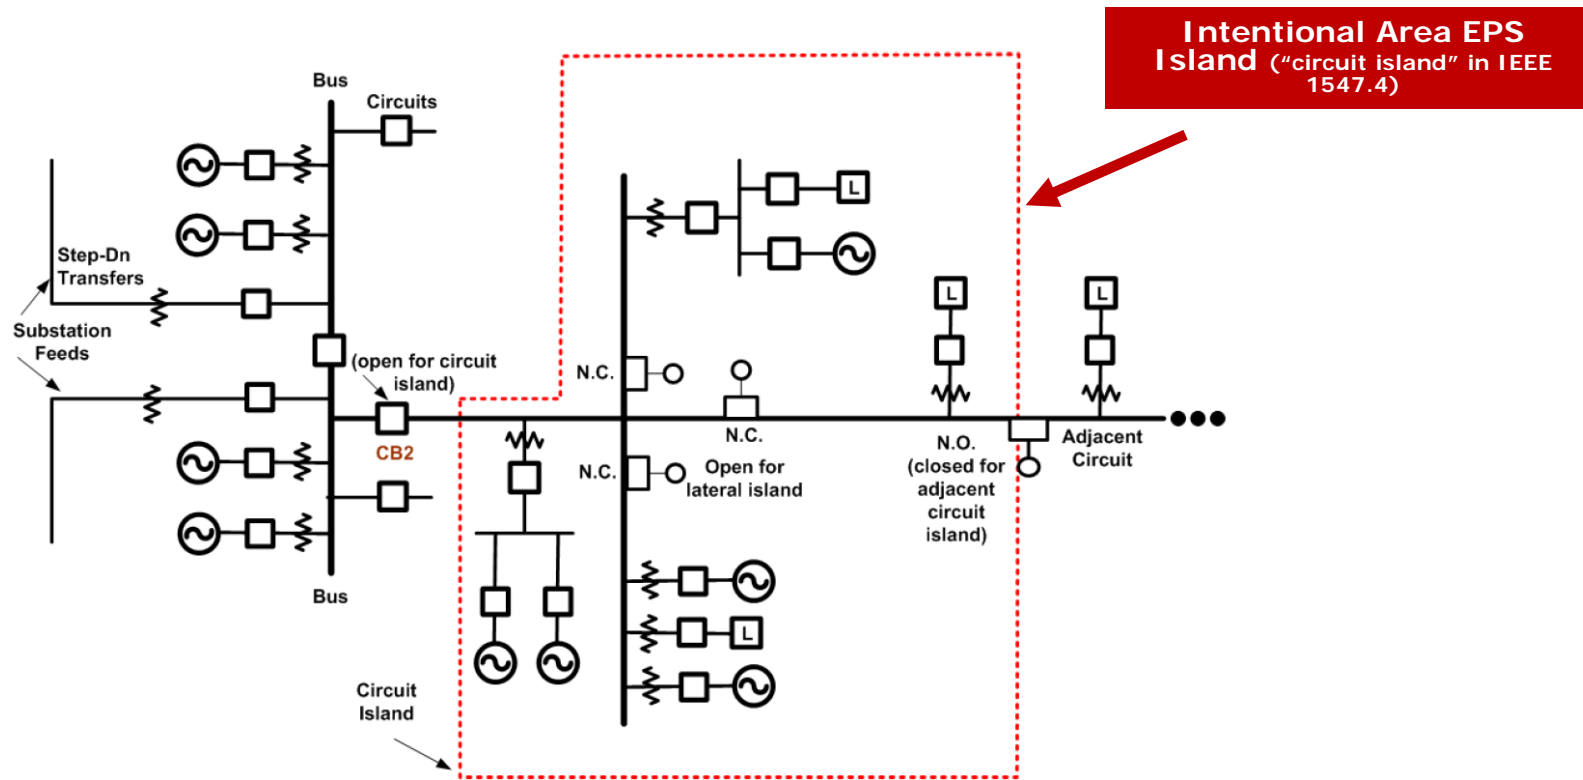 Intentional Area EPS
Island (“circuit island” in IEEE
1547.4)
Bus
Circuits
Step-Dn
Transfers
Substation
Feeds
(open for circuit
island)
CB2
L
L
L
N.C.
N.C.
N.C.
Open for
lateral island
N.O.
(closed for
adjacent
circuit
island)
Adjacent
Circuit
Bus
L
Circuit
Island